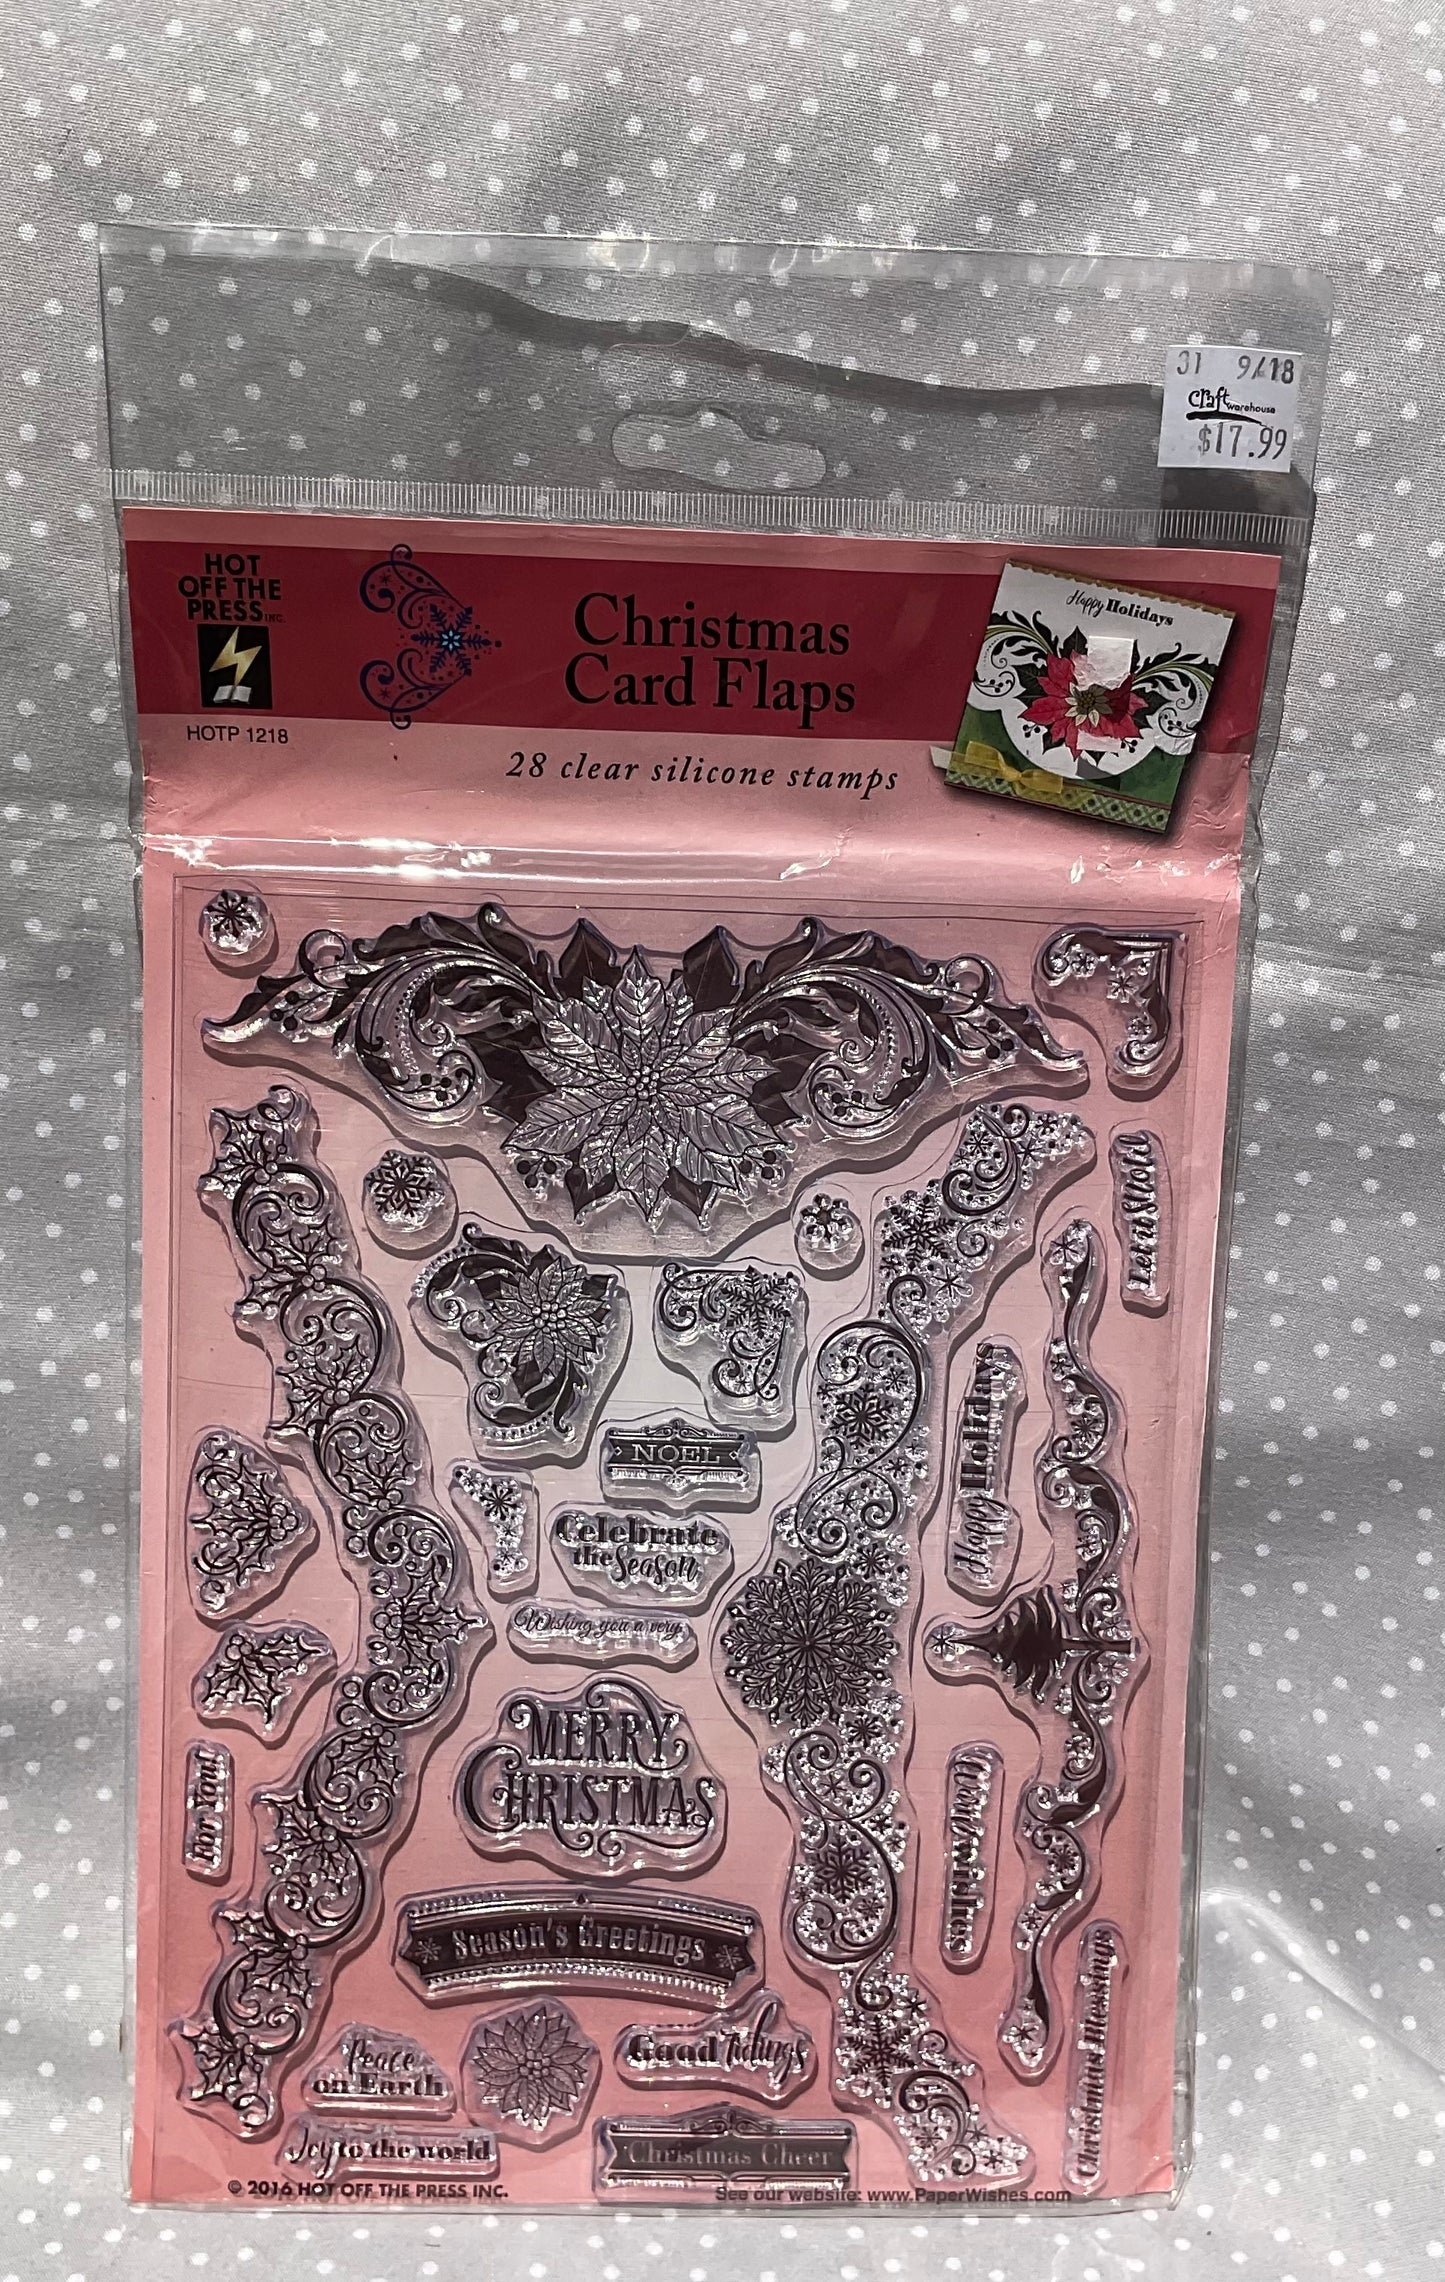 31 9/18
craft warehouse
$17.99
HOT
OFF THE
PRESS INC.
HOTP 1218
Christmas
Card Flaps
28 clear silicone stamps
Happy Holidays
Let it Snow
NOEL
Happy Holidays
Celebrate
the Season
Wishing you a very
MERRY
CHRISTMAS
For You!
Warm wishes
Season's Greetings
Christmas Blessings
Peace
on Earth
Good Tidings
Joy to the world
Christmas Cheer
© 2016 HOT OFF THE PRESS INC.
See our website: www.PaperWishes.com